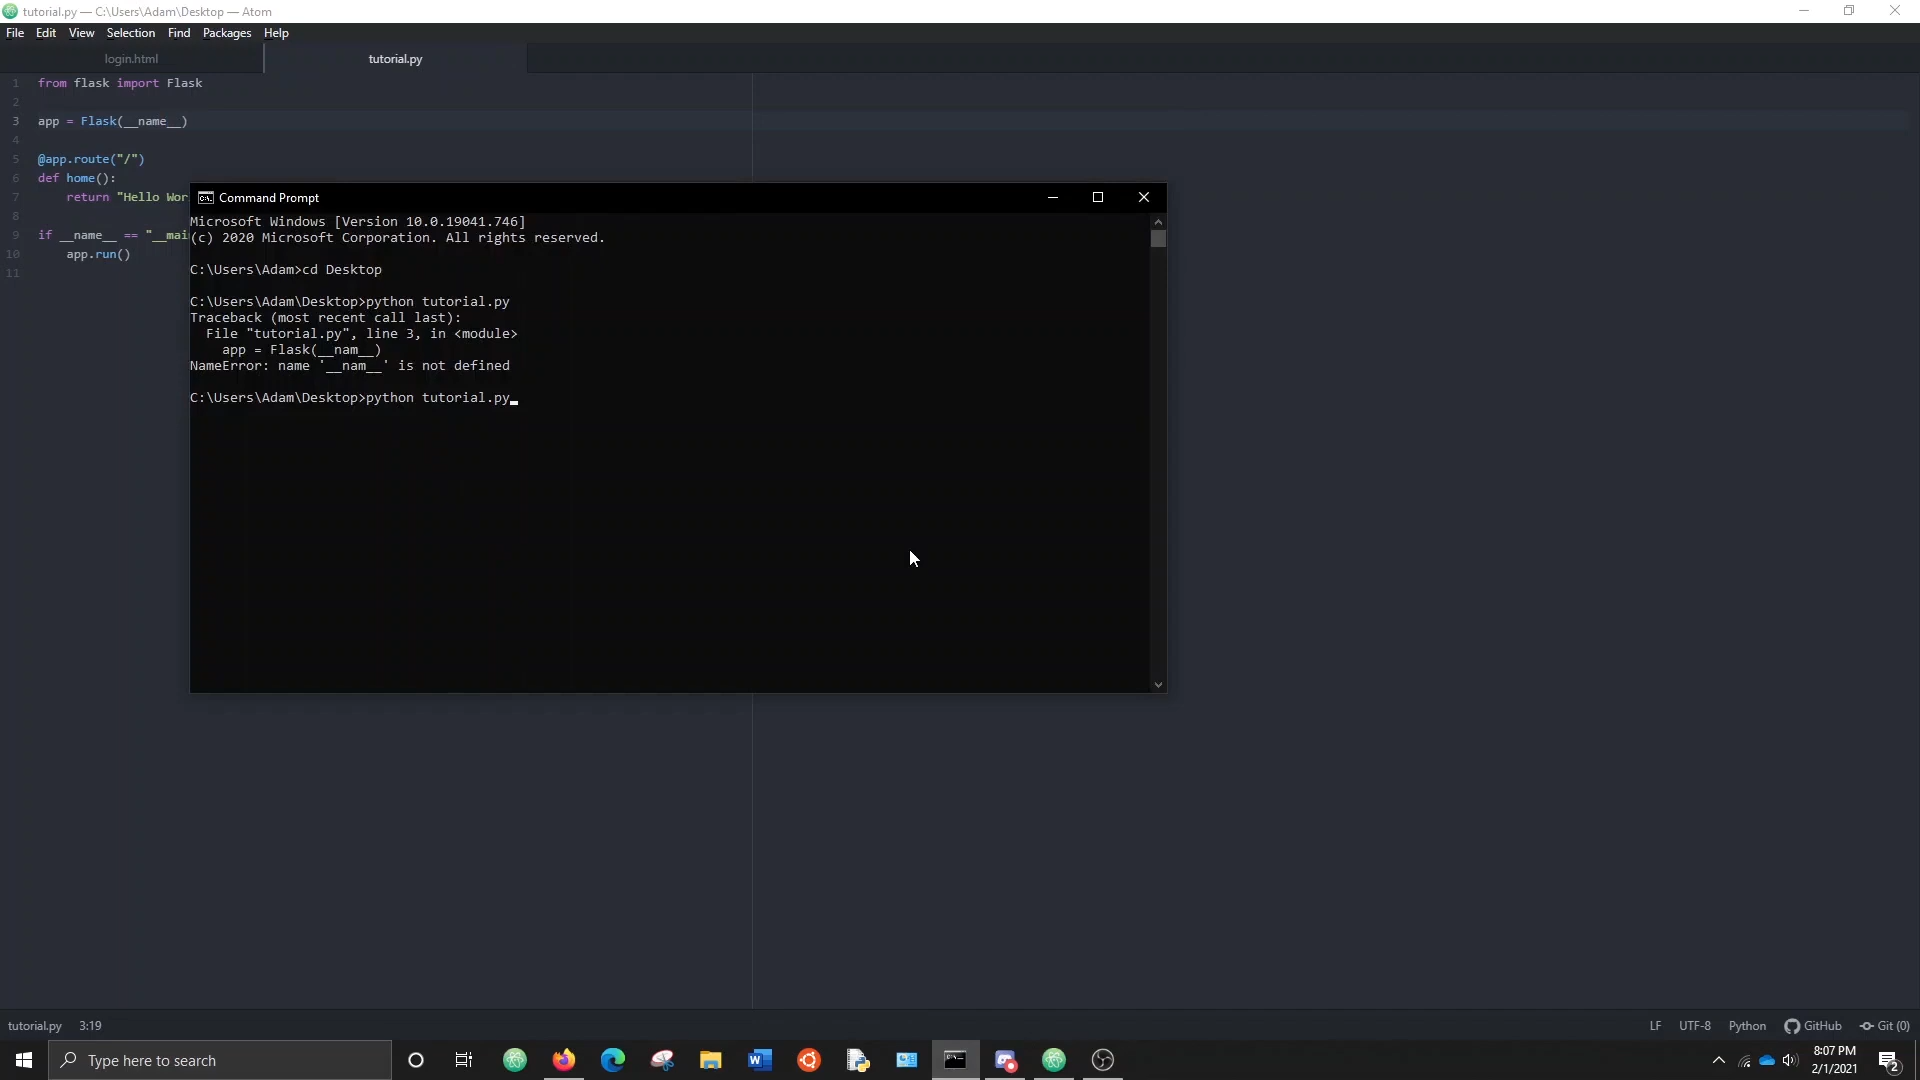 tutorial.py — C:\Users\Adam\Desktop — Atom
File Edit View Selection Find Packages Help
login.html tutorial.py
1 from flask import Flask
2
3 app = Flask(__name__)
4
5 @app.route("/")
6 def home():
7 return "Hello Wor
8
9 if __name__ == "__mai
10 app.run()
11
Command Prompt
Microsoft Windows [Version 10.0.19041.746]
(c) 2020 Microsoft Corporation. All rights reserved.
C:\Users\Adam>cd Desktop
C:\Users\Adam\Desktop>python tutorial.py
Traceback (most recent call last):
File "tutorial.py", line 3, in <module>
app = Flask(__nam__)
NameError: name '__nam__' is not defined
C:\Users\Adam\Desktop>python tutorial.py
tutorial.py 3:19 LF UTF-8 Python GitHub Git (0)
Type here to search
8:07 PM
2/1/2021
2